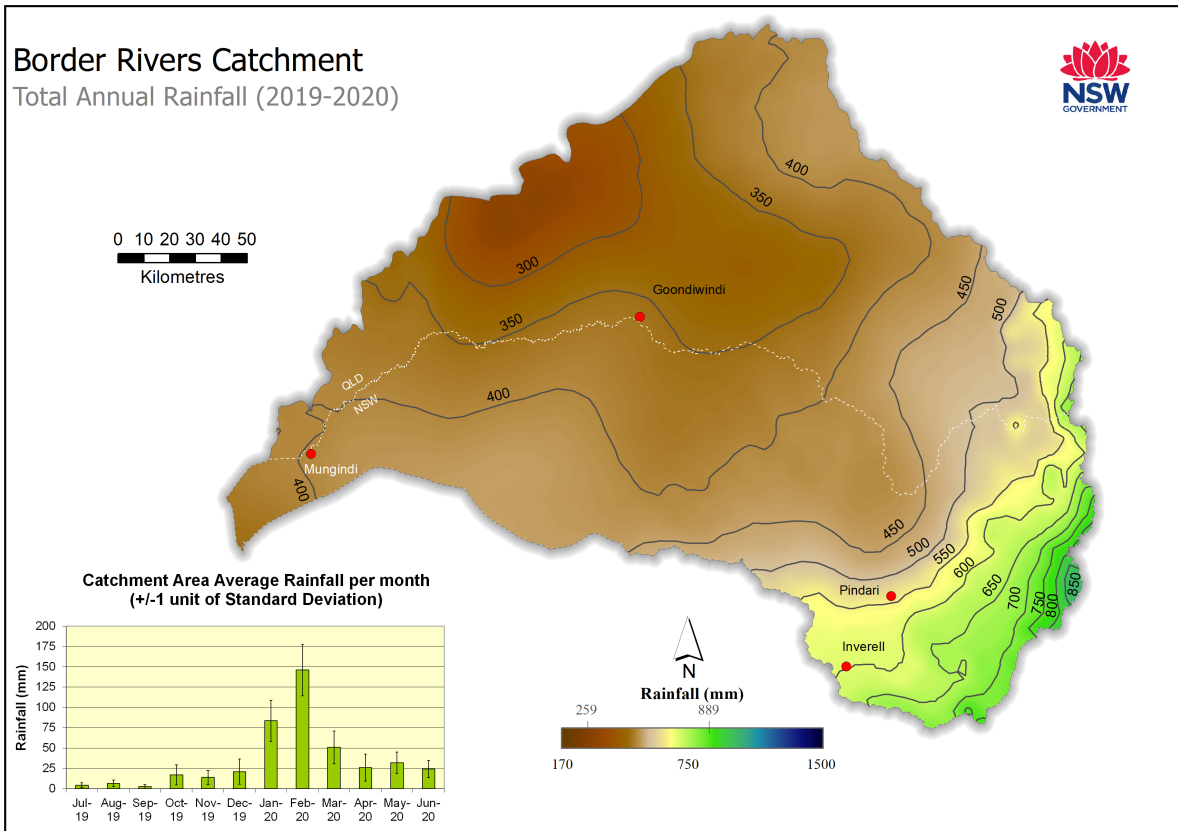 Border Rivers Catchment
Total Annual Rainfall (2019-2020)
NSW
GOVERNMENT
0 10 20 30 40 50
Kilometres
400
350
300
450
500
Goondiwindi
350
QLD
NSW
400
Mungindi
400
450
500
550
600
650
700
750
800
850
Pindari
Inverell
N
Rainfall (mm)
259 889
170 750 1500
Catchment Area Average Rainfall per month
(+/-1 unit of Standard Deviation)
Rainfall (mm)
200
175
150
125
100
75
50
25
0
Jul- Aug- Sep- Oct- Nov- Dec- Jan- Feb- Mar- Apr- May- Jun-
19 19 19 19 19 19 20 20 20 20 20 20